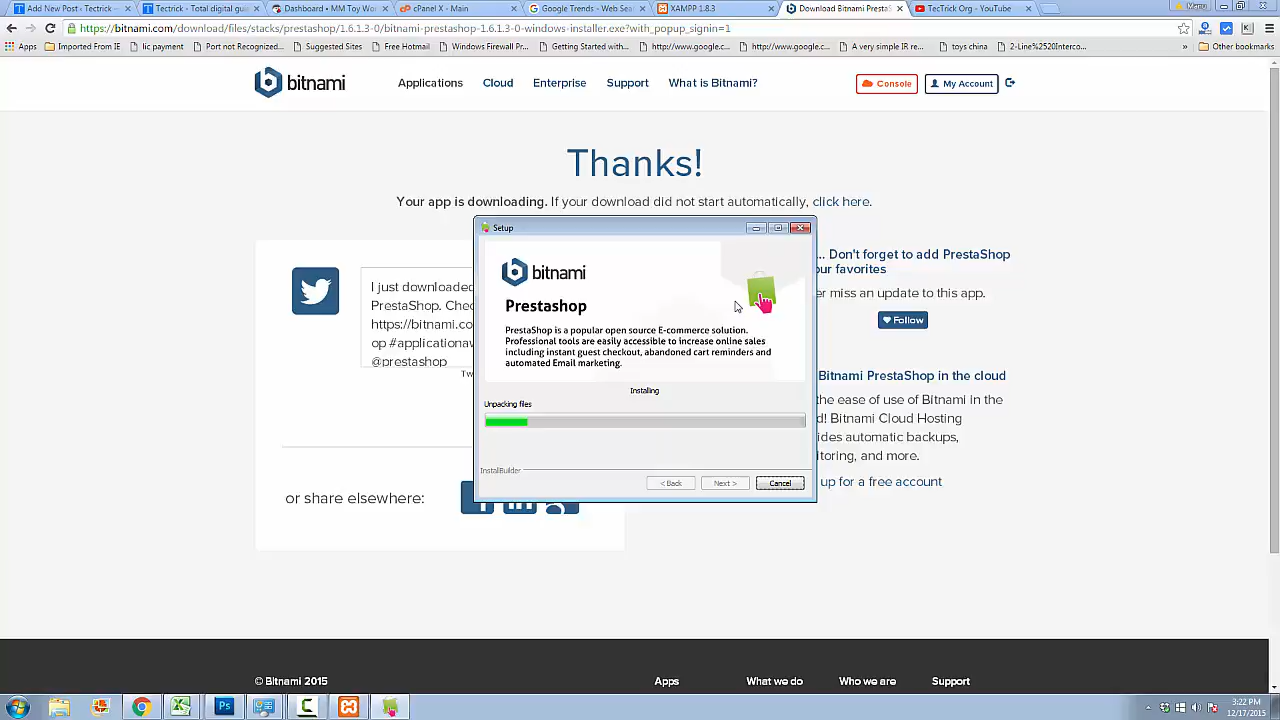 Add New Post ‹ Tectrick —
Tectrick - Total digital gui
Dashboard ‹ MM Toy Wor
cPanel X - Main
Google Trends - Web Sea
XAMPP 1.8.3
Download Bitnami Presta
TecTrick Org - YouTube
Menu
https://bitnami.com/download/files/stacks/prestashop/1.6.1.3-0/bitnami-prestashop-1.6.1.3-0-windows-installer.exe?with_popup_signin=1
Apps
Imported From IE
lic payment
Port not Recognized...
Suggested Sites
Free Hotmail
Windows Firewall Pr...
Getting Started with...
http://www.google.c...
http://www.google.c...
A very simple IR re...
toys china
2-Line%2520Interco...
»
Other bookmarks
bitnami
Applications
Cloud
Enterprise
Support
What is Bitnami?
Console
My Account
Thanks!
Your app is downloading. If your download did not start automatically, click here.
I just downloaded
PrestaShop. Chec
https://bitnami.co
op #applicationaw
@prestashop
Tw
or share elsewhere:
Setup
bitnami
Prestashop
PrestaShop is a popular open source E-commerce solution.
Professional tools are easily accessible to increase online sales
including instant guest checkout, abandoned cart reminders and
automated Email marketing.
Installing
Unpacking files
InstallBuilder
< Back
Next >
Cancel
... Don't forget to add PrestaShop
our favorites
er miss an update to this app.
Follow
Bitnami PrestaShop in the cloud
the ease of use of Bitnami in the
d! Bitnami Cloud Hosting
ides automatic backups,
itoring, and more.
up for a free account
© Bitnami 2015
Apps
What we do
Who we are
Support
Ps
3:22 PM
12/17/2015